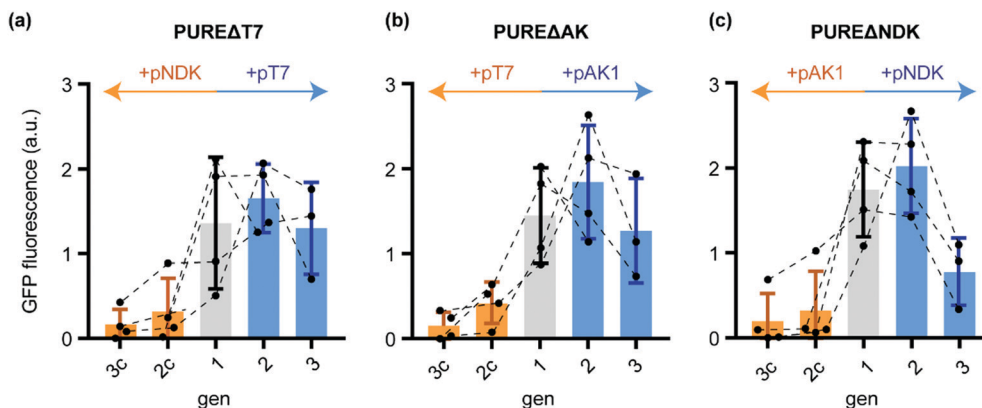 (a) PUREΔT7
+pNDK +pT7
GFP fluorescence (a.u.)
3
2
1
0
3c 2c 1 2 3
gen
(b) PUREΔAK
+pT7 +pAK1
3
2
1
0
3c 2c 1 2 3
gen
(c) PUREΔNDK
+pAK1 +pNDK
3
2
1
0
3c 2c 1 2 3
gen